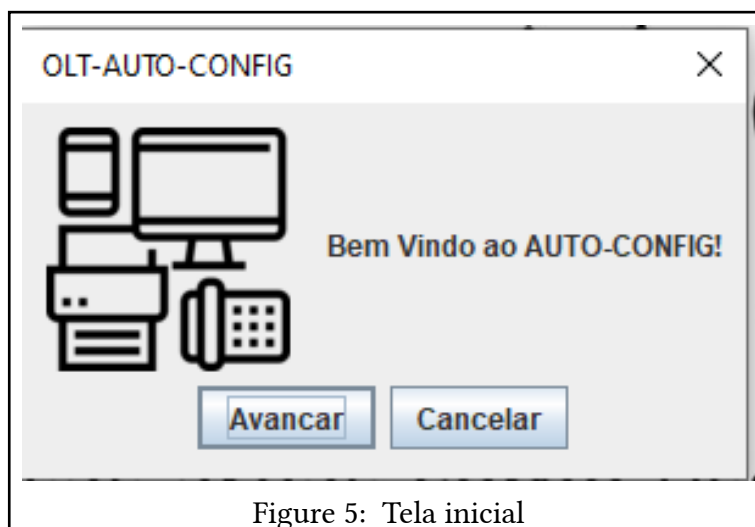 OLT-AUTO-CONFIG
Bem Vindo ao AUTO-CONFIG!
Avancar Cancelar
Figure 5: Tela inicial